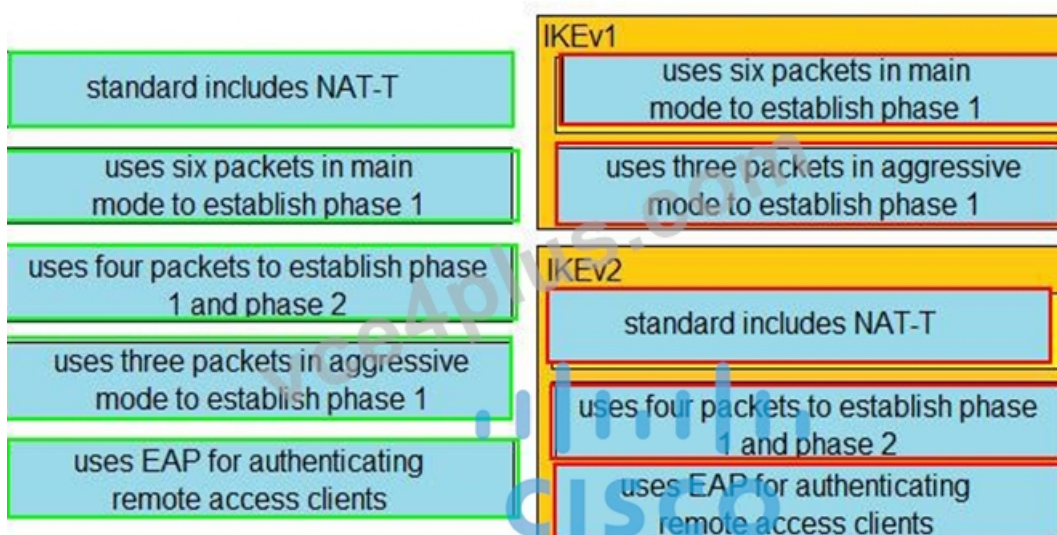 standard includes NAT-T
uses six packets in main
mode to establish phase 1
uses four packets to establish phase
1 and phase 2
uses three packets in aggressive
mode to establish phase 1
uses EAP for authenticating
remote access clients
IKEv1
uses six packets in main
mode to establish phase 1
uses three packets in aggressive
mode to establish phase 1
IKEv2
standard includes NAT-T
uses four packets to establish phase
1 and phase 2
uses EAP for authenticating
remote access clients
vce4plus.com
CISCO